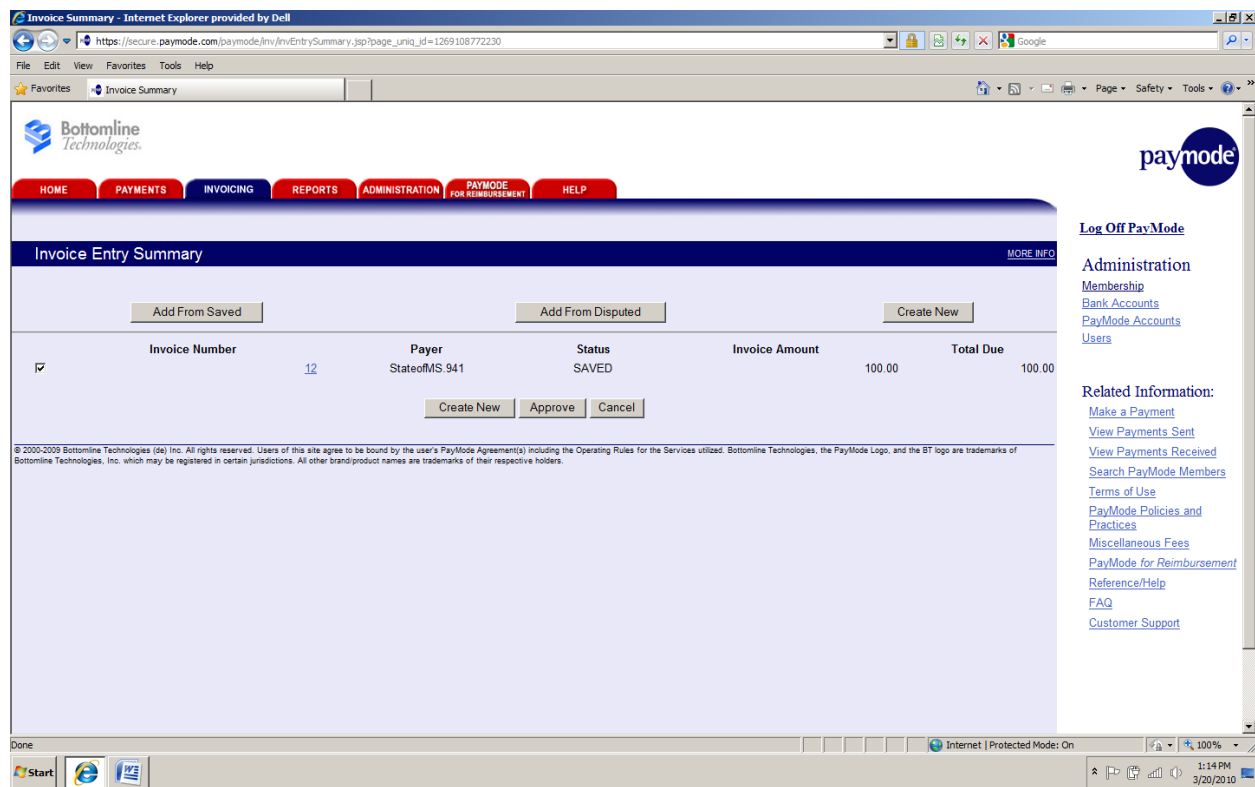 Invoice Summary - Internet Explorer provided by Dell
https://secure.paymode.com/paymode/inv/invEntrySummary.jsp?page_uniq_id=1269108772230
Google
File Edit View Favorites Tools Help
Favorites Invoice Summary Page Safety Tools
Bottomline
Technologies.
paymode
HOME PAYMENTS INVOICING REPORTS ADMINISTRATION PAYMODE FOR REIMBURSEMENT HELP
Log Off PayMode
Invoice Entry Summary MORE INFO
Administration
Membership
Bank Accounts
PayMode Accounts
Users
Add From Saved Add From Disputed Create New
Invoice Number Payer Status Invoice Amount Total Due
12 StateofMS.941 SAVED 100.00 100.00
Create New Approve Cancel
© 2000-2009 Bottomline Technologies (de) Inc. All rights reserved. Users of this site agree to be bound by the user's PayMode Agreement(s) including the Operating Rules for the Services utilized. Bottomline Technologies, the PayMode Logo, and the BT logo are trademarks of
Bottomline Technologies, Inc. which may be registered in certain jurisdictions. All other brand/product names are trademarks of their respective holders.
Related Information:
Make a Payment
View Payments Sent
View Payments Received
Search PayMode Members
Terms of Use
PayMode Policies and
Practices
Miscellaneous Fees
PayMode for Reimbursement
Reference/Help
FAQ
Customer Support
Done Internet | Protected Mode: On 100%
Start 1:14 PM
3/20/2010